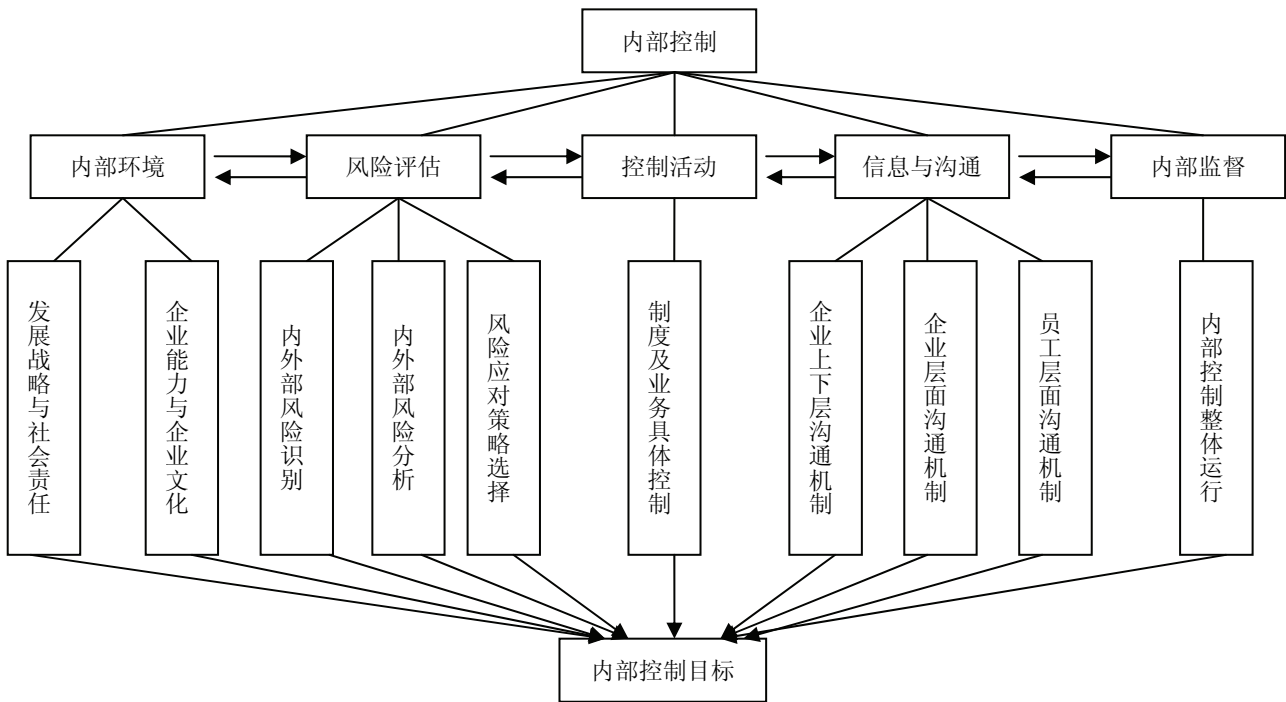 内部控制
内部环境
风险评估
控制活动
信息与沟通
内部监督
发展战略与社会责任
企业能力与企业文化
内外部风险识别
内外部风险分析
风险应对策略选择
制度及业务具体控制
企业上下层沟通机制
企业层面沟通机制
员工层面沟通机制
内部控制整体运行
内部控制目标